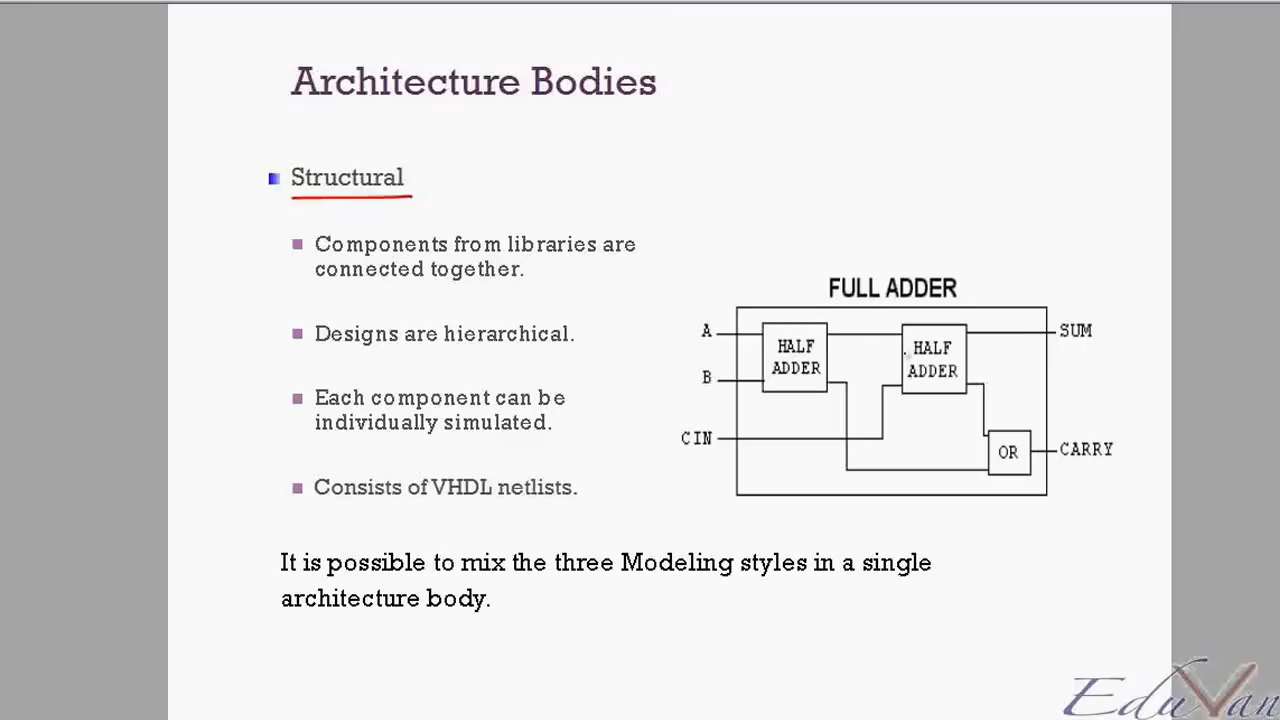 Architecture Bodies
Structural
Components from libraries are
connected together.
Designs are hierarchical.
Each component can be
individually simulated.
Consists of VHDL netlists.
FULL ADDER
A
HALF
ADDER
HALF
ADDER
SUM
B
CIN
OR
CARRY
It is possible to mix the three Modeling styles in a single
architecture body.
EduVan